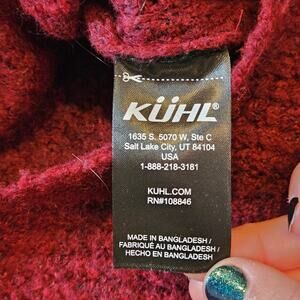 KÜHL
1635 S. 5070 W, Ste C
Salt Lake City, UT 84104
USA
1-888-218-3181
KUHL.COM
RN#108846
MADE IN BANGLADESH /
FABRIQUÉ AU BANGLADESH /
HECHO EN BANGLADESH